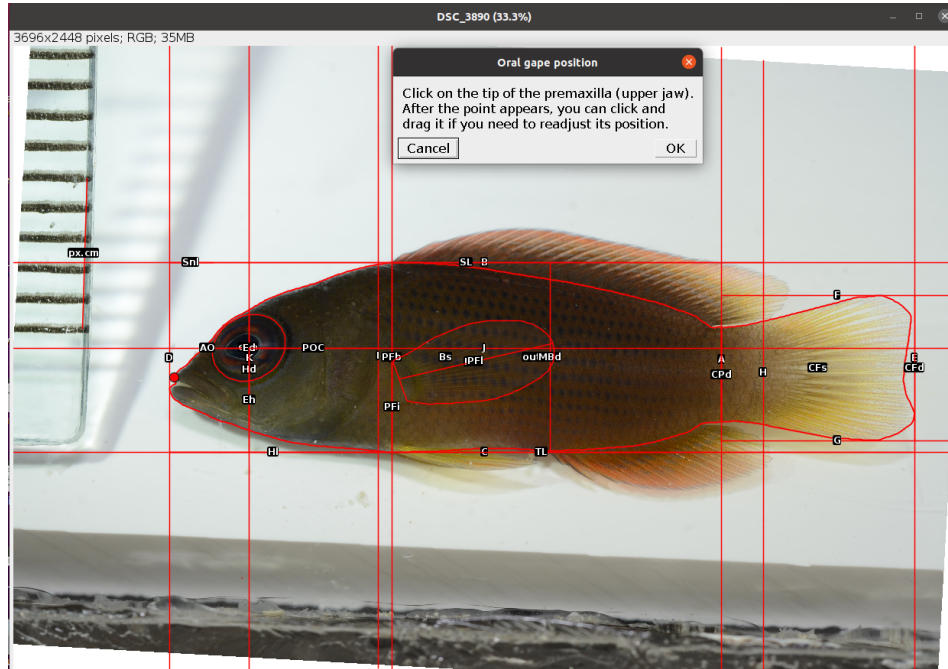 DSC_3890 (33.3%)
3696x2448 pixels; RGB; 35MB
Oral gape position
Click on the tip of the premaxilla (upper jaw).
After the point appears, you can click and
drag it if you need to readjust its position.
Cancel
OK
px.cm
Snl
SL
B
F
AO
Ed
POC
J
D
K
PFb
Bs
PFl
MBd
A
E
Hd
CPd
H
CFs
CFd
Eh
PFi
G
Hl
C
TL